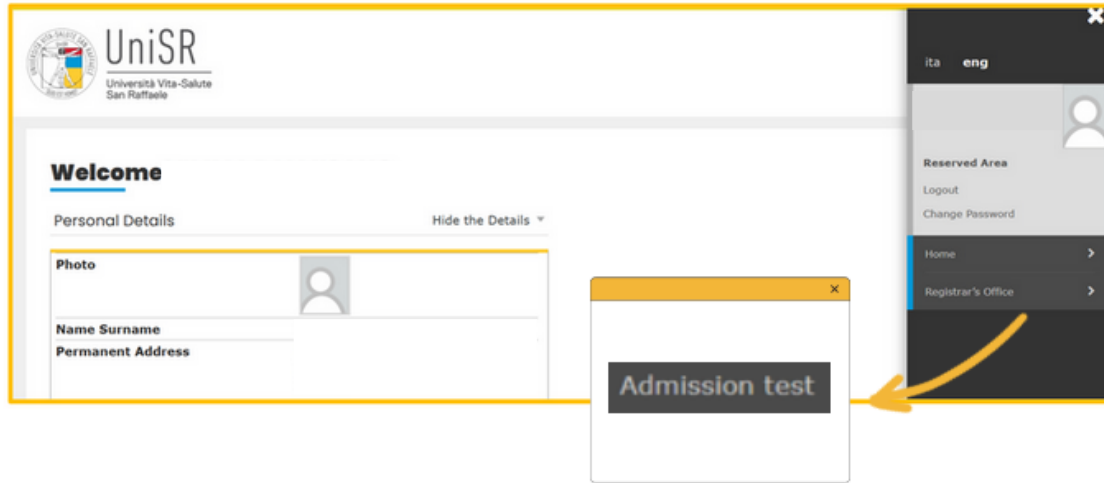 UniSR
Università Vita-Salute
San Raffaele
Welcome
Personal Details
Hide the Details
Photo
Name Surname
Permanent Address
ita eng
Reserved Area
Logout
Change Password
Home
Registrar's Office
Admission test